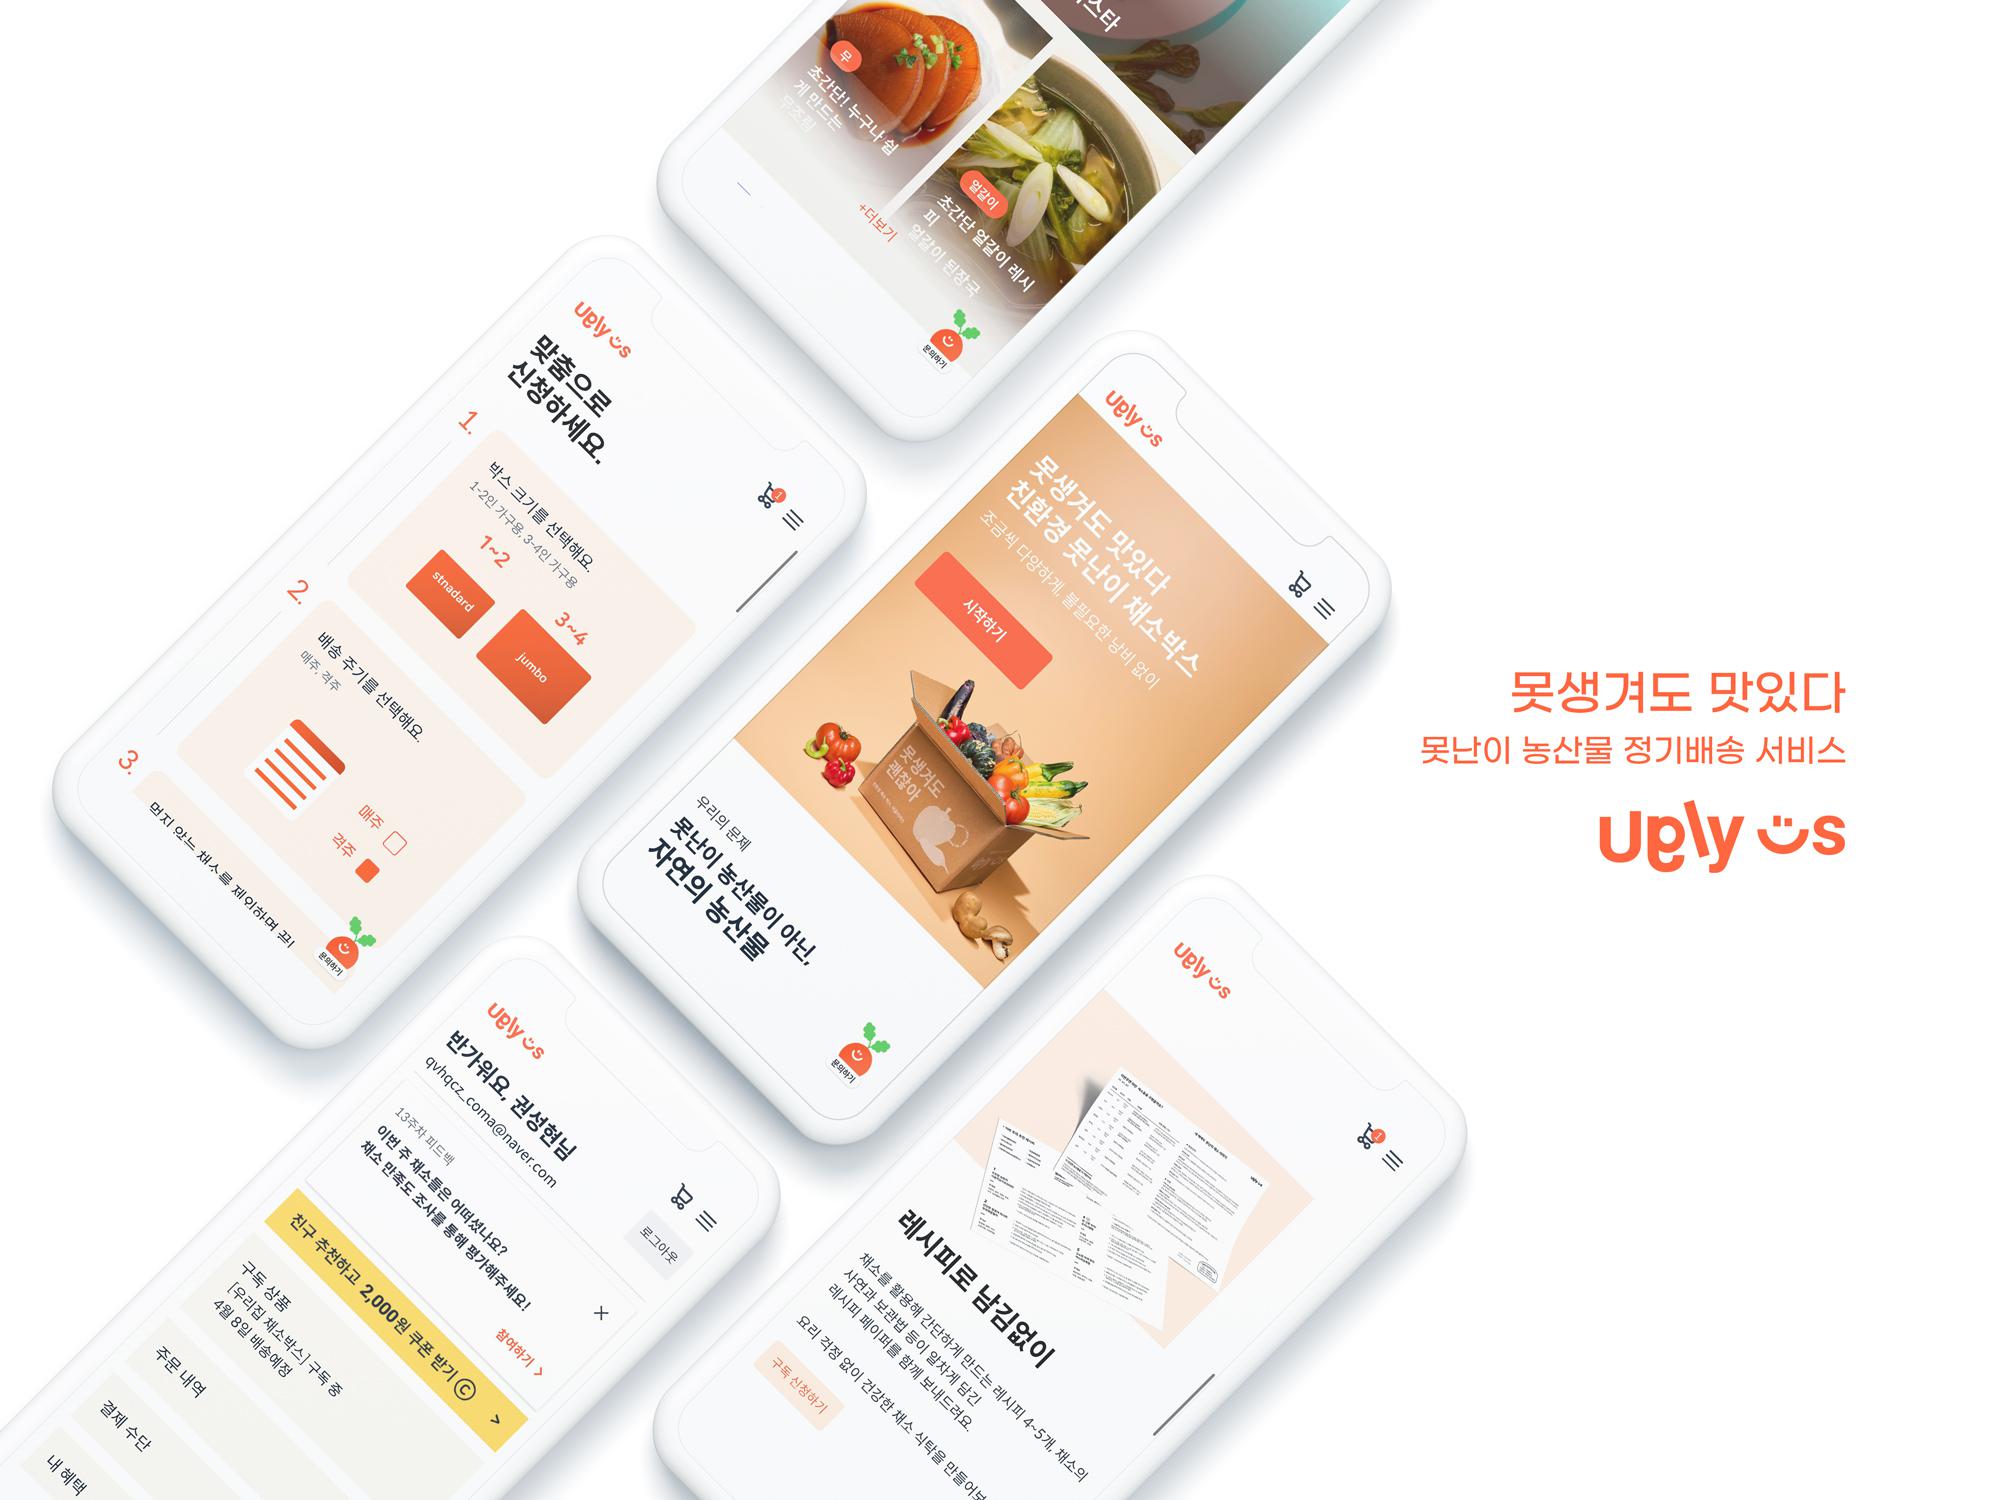 스타
무
초간단! 누구나 쉽
게 만드는
무조림
얼갈이
초간단 얼갈이 레시
피
얼갈이 된장국
+더보기
문의하기
Ugly Us
맞춤으로
신청하세요.
1
1.
박스 크기를 선택해요.
1-2인 가구용, 3-4인 가구용
1~2
stnadard
3~4
jumbo
2.
배송 주기를 선택해요.
매주, 격주
매주
격주
3.
먹지 않는 채소를 제외하면 끝!
문의하기
Ugly Us
못생겨도 맛있다
친환경 못난이 채소박스
조금씩 다양하게, 불필요한 낭비 없이
시작하기
못생겨도
괜찮아
우리의 문제
못난이 농산물이 아닌,
자연의 농산물
문의하기
못생겨도 맛있다
못난이 농산물 정기배송 서비스
Ugly Us
Ugly Us
반가워요, 권성현님
qvhqcz_coma@naver.com
로그아웃
13주차 피드백
이번 주 채소들은 어떠셨나요?
채소 만족도 조사를 통해 평가해주세요!
참여하기 >
친구 추천하고 2,000원 쿠폰 받기 C >
구독 상품
[우리집 채소박스] 구독 중
4월 8일 배송예정
주문 내역
결제 수단
내 혜택
Ugly Us
1
레시피로 남김없이
채소를 활용해 간단하게 만드는 레시피 4~5개, 채소의
사연과 보관법 등이 알차게 담긴
레시피 페이퍼를 함께 보내드려요.
요리 걱정 없이 건강한 채소 식탁을 만들어보
구독 신청하기